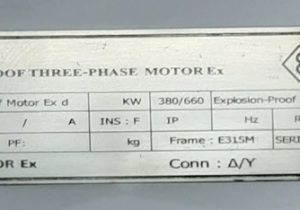 OOF THREE-PHASE MOTOR Ex
Motor Ex d KW 380/660 Explosion-Proof
/ A INS : F IP Hz R
PF: kg Frame : E315M SERI
OR Ex Conn : Δ/Y